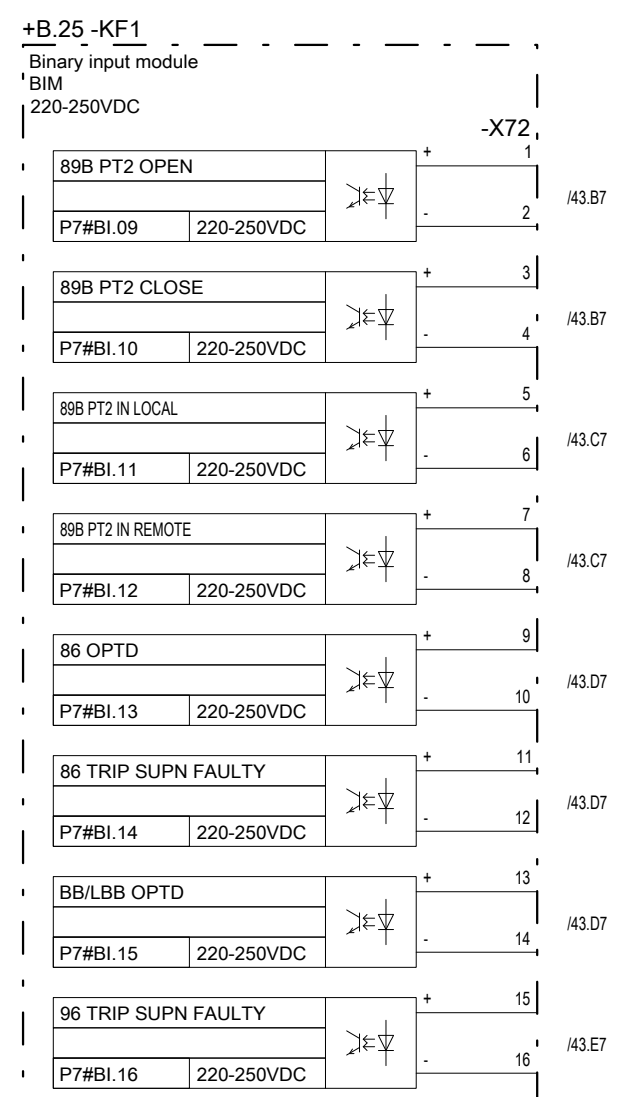 +B.25 -KF1
Binary input module
BIM
220-250VDC
-X72
89B PT2 OPEN + 1
P7#BI.09 220-250VDC - 2 /43.B7
89B PT2 CLOSE + 3
P7#BI.10 220-250VDC - 4 /43.B7
89B PT2 IN LOCAL + 5
P7#BI.11 220-250VDC - 6 /43.C7
89B PT2 IN REMOTE + 7
P7#BI.12 220-250VDC - 8 /43.C7
86 OPTD + 9
P7#BI.13 220-250VDC - 10 /43.D7
86 TRIP SUPN FAULTY + 11
P7#BI.14 220-250VDC - 12 /43.D7
BB/LBB OPTD + 13
P7#BI.15 220-250VDC - 14 /43.D7
96 TRIP SUPN FAULTY + 15
P7#BI.16 220-250VDC - 16 /43.E7